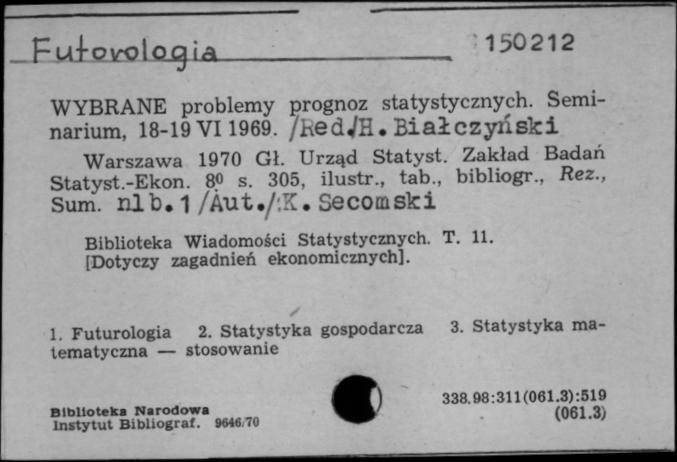 Futorologia 150212
WYBRANE problemy prognoz statystycznych. Semi-
narium, 18-19 VI 1969. /Red./H. Białczyński
Warszawa 1970 Gł. Urząd Statyst. Zakład Badań
Statyst.-Ekon. 8⁰ s. 305, ilustr., tab., bibliogr., Rez.,
Sum. nlb. 1 /Aut./:K. Secomski
Biblioteka Wiadomości Statystycznych. T. 11.
[Dotyczy zagadnień ekonomicznych].
1. Futurologia 2. Statystyka gospodarcza 3. Statystyka ma-
tematyczna — stosowanie
Biblioteka Narodowa 338.98:311(061.3):519
Instytut Bibliograf. 9646/70 (061.3)